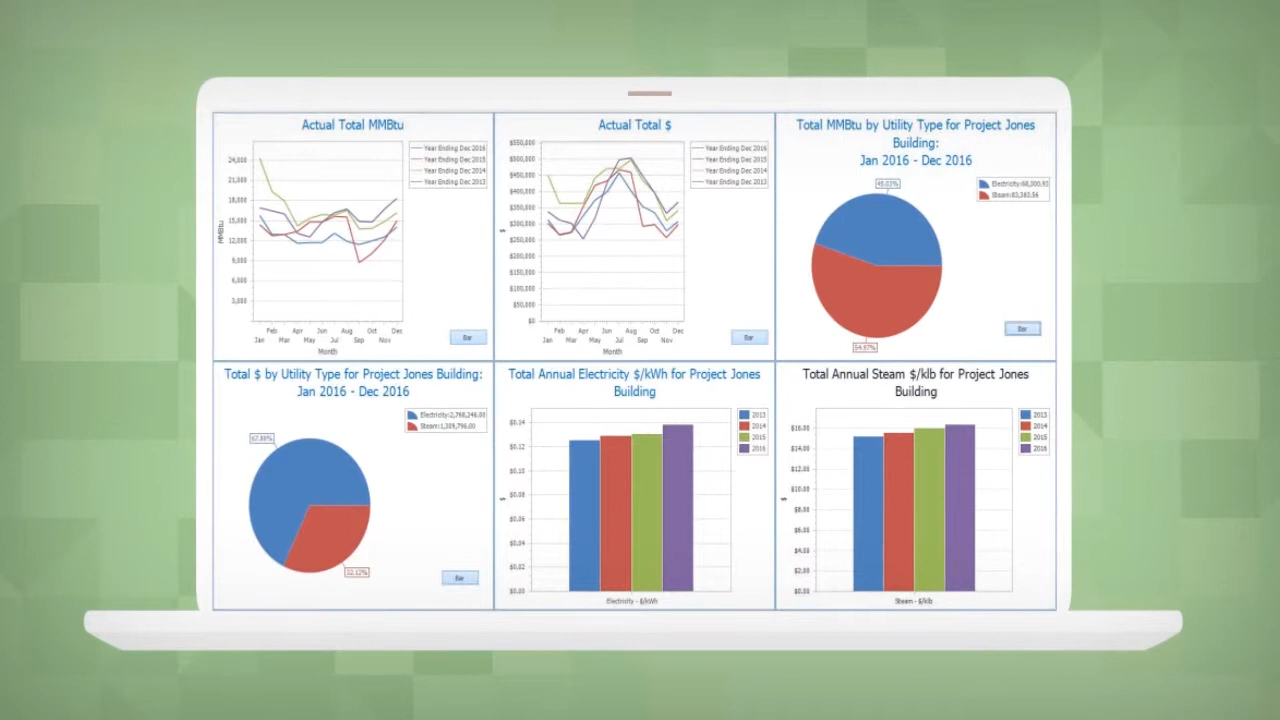 Actual Total MMBtu
Year Ending Dec 2016
Year Ending Dec 2015
Year Ending Dec 2014
Year Ending Dec 2013
24,000
21,000
18,000
15,000
12,000
9,000
6,000
3,000
MMBtu
Feb Apr Jun Aug Oct Dec
Jan Mar May Jul Sep Nov
Month
Bar
Actual Total $
Year Ending Dec 2016
Year Ending Dec 2015
Year Ending Dec 2014
Year Ending Dec 2013
$550,000
$500,000
$450,000
$400,000
$350,000
$300,000
$250,000
$200,000
$150,000
$100,000
$50,000
$0
$
Feb Apr Jun Aug Oct Dec
Jan Mar May Jul Sep Nov
Month
Bar
Total MMBtu by Utility Type for Project Jones
Building:
Jan 2016 - Dec 2016
45.03%
54.97%
Bar
Total $ by Utility Type for Project Jones Building:
Jan 2016 - Dec 2016
Electricity:2,768,246.00
67.88%
32.12%
Bar
Total Annual Electricity $/kWh for Project Jones
Building
2013
2014
2015
2016
$0.14
$0.12
$0.10
$0.08
$0.06
$0.04
$0.02
$0.00
$
Electricity - $/kWh
Total Annual Steam $/klb for Project Jones
Building
2013
2014
2015
2016
$16.00
$14.00
$12.00
$10.00
$8.00
$6.00
$4.00
$2.00
$0.00
$
Steam - $/klb